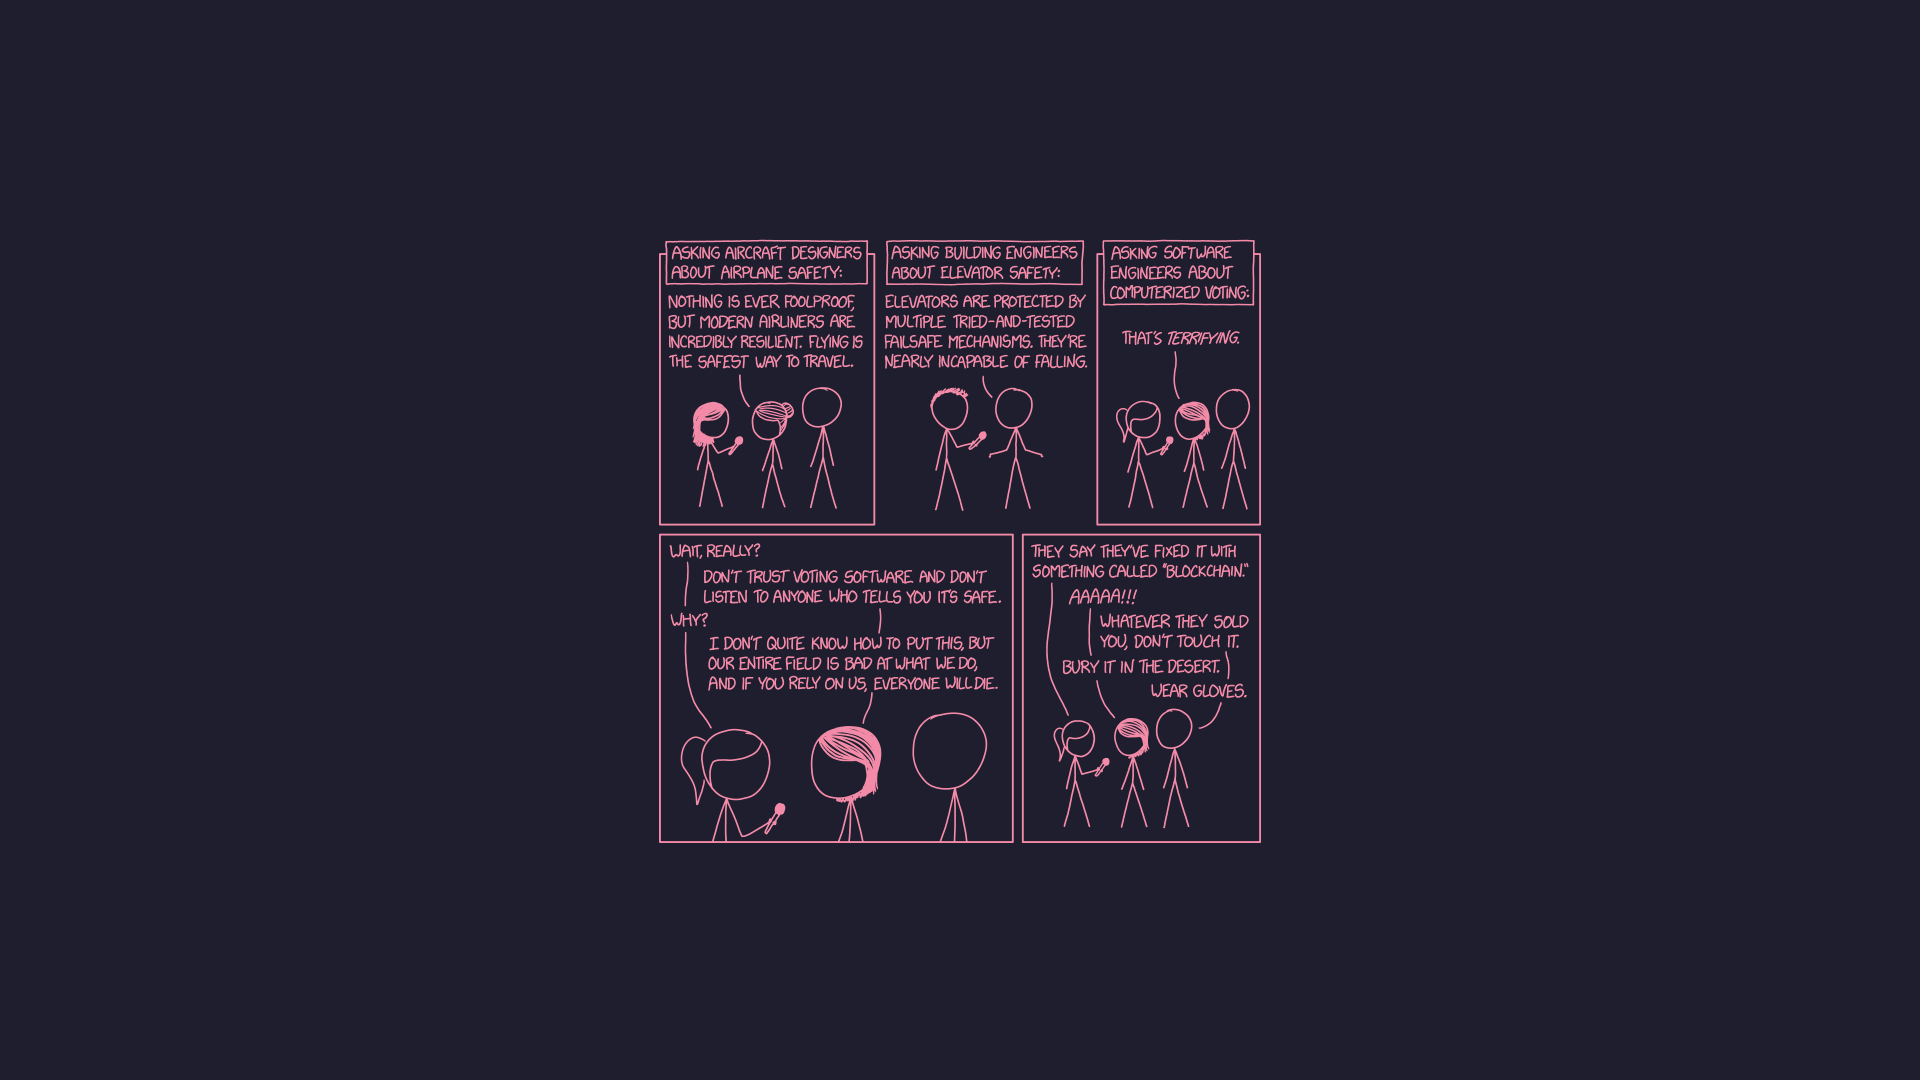 ASKING AIRCRAFT DESIGNERS
ABOUT AIRPLANE SAFETY:
NOTHING IS EVER FOOLPROOF,
BUT MODERN AIRLINERS ARE
INCREDIBLY RESILIENT. FLYING IS
THE SAFEST WAY TO TRAVEL.
ASKING BUILDING ENGINEERS
ABOUT ELEVATOR SAFETY:
ELEVATORS ARE PROTECTED BY
MULTIPLE TRIED-AND-TESTED
FAILSAFE MECHANISMS. THEY'RE
NEARLY INCAPABLE OF FALLING.
ASKING SOFTWARE
ENGINEERS ABOUT
COMPUTERIZED VOTING:
THAT'S TERRIFYING.
WAIT, REALLY?
DON'T TRUST VOTING SOFTWARE AND DON'T
LISTEN TO ANYONE WHO TELLS YOU IT'S SAFE.
WHY?
I DON'T QUITE KNOW HOW TO PUT THIS, BUT
OUR ENTIRE FIELD IS BAD AT WHAT WE DO,
AND IF YOU RELY ON US, EVERYONE WILL DIE.
THEY SAY THEY'VE FIXED IT WITH
SOMETHING CALLED "BLOCKCHAIN."
AAAAA!!!
WHATEVER THEY SOLD
YOU, DON'T TOUCH IT.
BURY IT IN THE DESERT.
WEAR GLOVES.